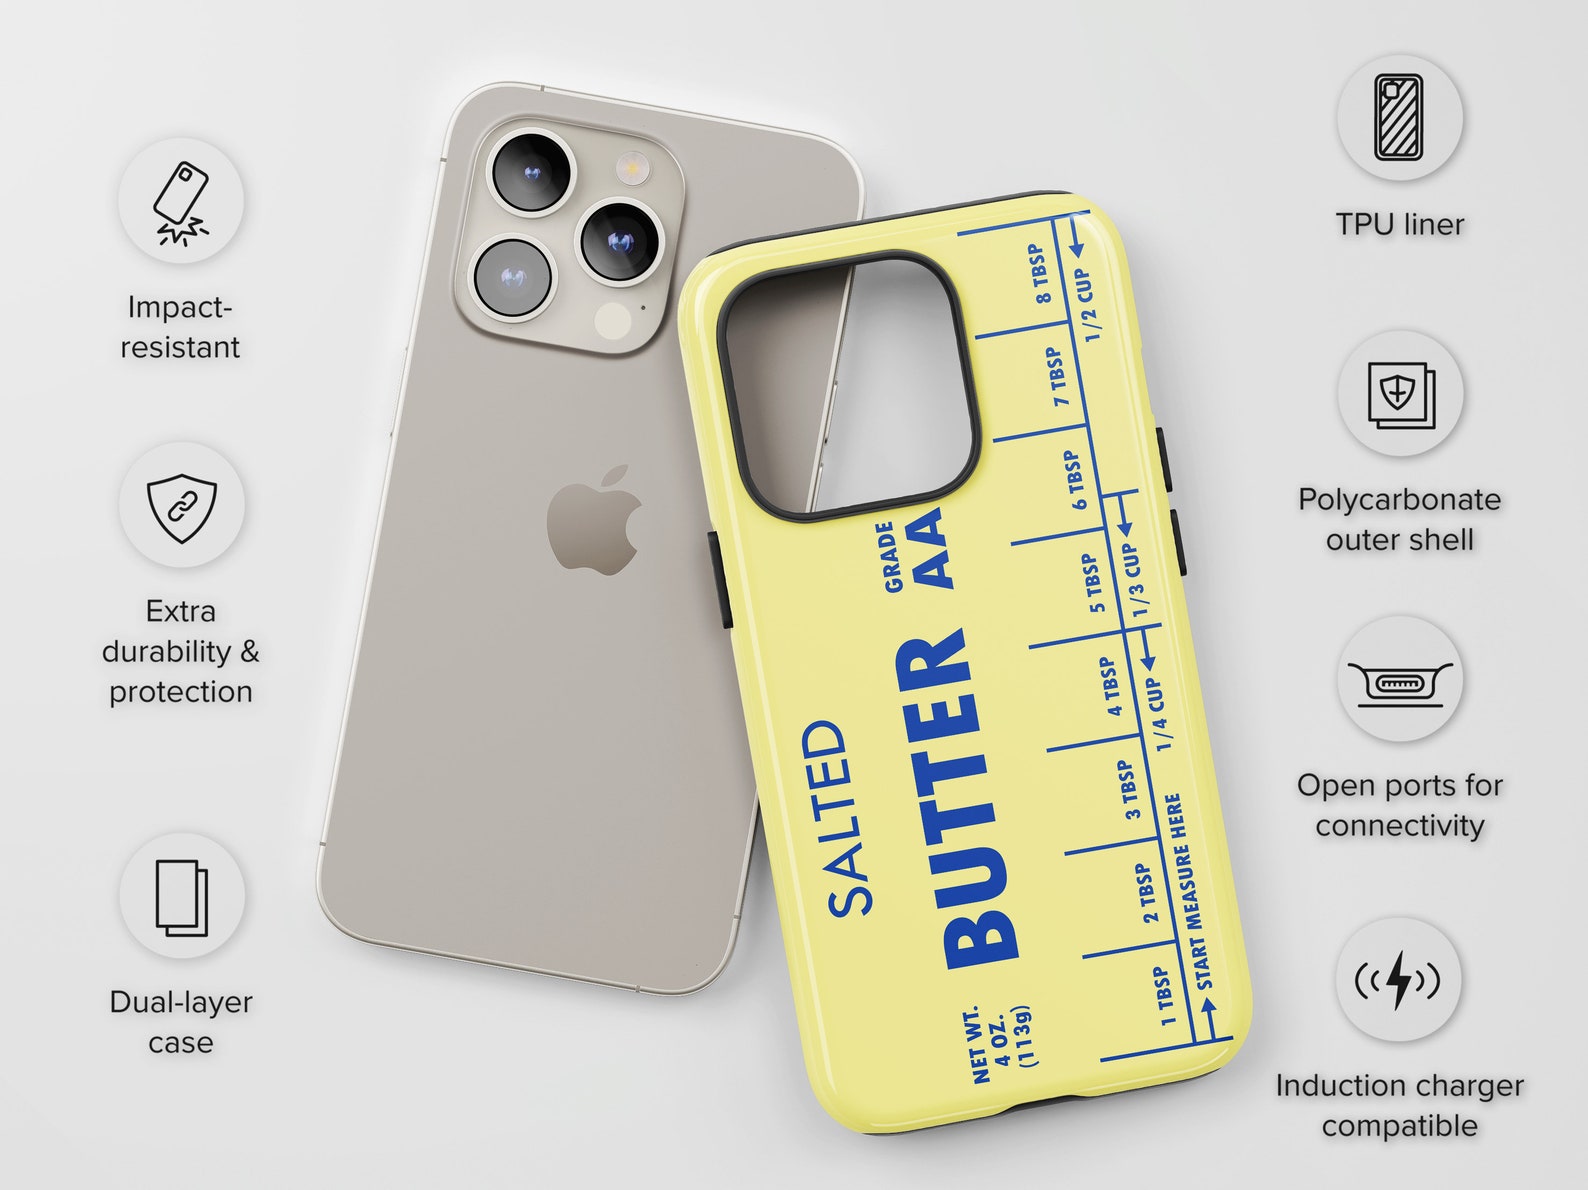 Impact-
resistant
Extra
durability &
protection
Dual-layer
case
SALTED
BUTTER
GRADE
AA
NET WT.
4 OZ.
(113g)
1 TBSP
2 TBSP
3 TBSP
4 TBSP
5 TBSP
6 TBSP
7 TBSP
8 TBSP
START MEASURE HERE
1/4 CUP
1/3 CUP
1/2 CUP
TPU liner
Polycarbonate
outer shell
Open ports for
connectivity
Induction charger
compatible